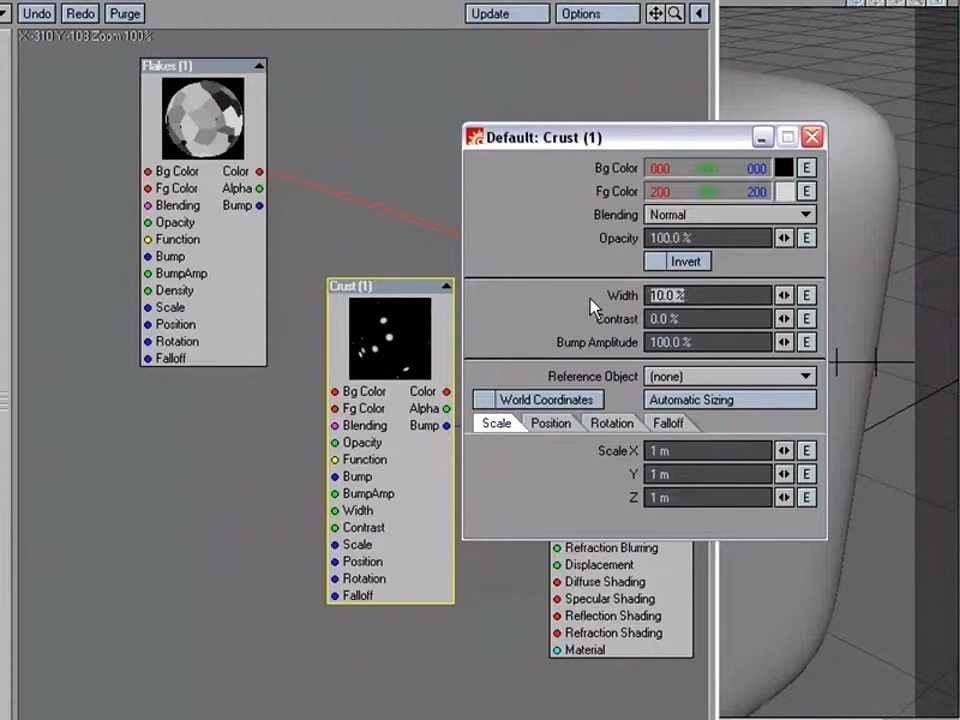 Undo Redo Purge Update Options
X:-310 Y:-103 Zoom:100%
Flakes (1)
Bg Color Color
Fg Color Alpha
Blending Bump
Opacity
Function
Bump
BumpAmp
Density
Scale
Position
Rotation
Falloff
Crust (1)
Bg Color Color
Fg Color Alpha
Blending Bump
Opacity
Function
Bump
BumpAmp
Width
Contrast
Scale
Position
Rotation
Falloff
Default: Crust (1)
Bg Color 000 000 E
Fg Color 200 200 E
Blending Normal
Opacity 100.0 % E
Invert
Width 10.0 % E
Contrast 0.0 % E
Bump Amplitude 100.0 % E
Reference Object (none)
World Coordinates Automatic Sizing
Scale Position Rotation Falloff
Scale X 1 m E
Y 1 m E
Z 1 m E
Refraction Blurring
Displacement
Diffuse Shading
Specular Shading
Reflection Shading
Refraction Shading
Material